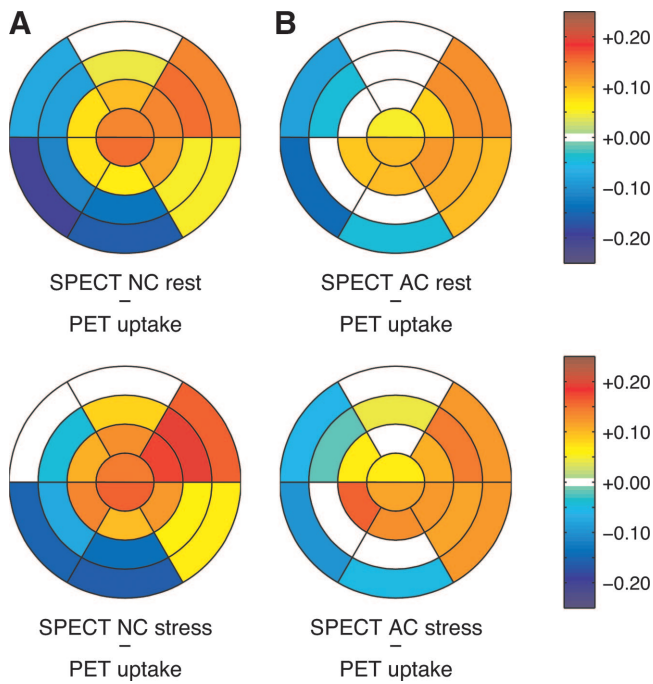 A
B
+0.20
+0.10
+0.00
−0.10
−0.20
SPECT NC rest
–
PET uptake
SPECT AC rest
–
PET uptake
+0.20
+0.10
+0.00
−0.10
−0.20
SPECT NC stress
–
PET uptake
SPECT AC stress
–
PET uptake